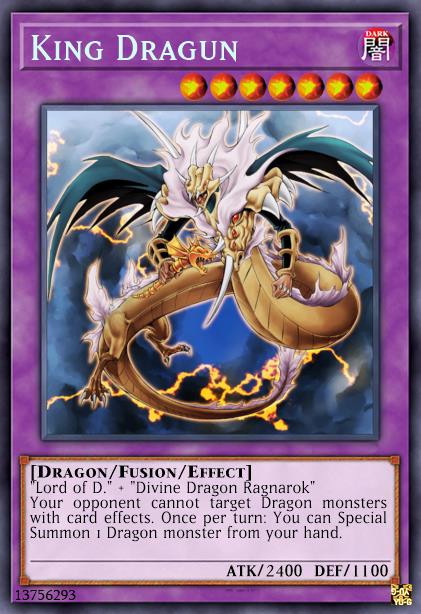 King Dragun
DARK
闇
[Dragon/Fusion/Effect]
"Lord of D." + "Divine Dragon Ragnarok"
Your opponent cannot target Dragon monsters
with card effects. Once per turn: You can Special
Summon 1 Dragon monster from your hand.
ATK/2400 DEF/1100
13756293